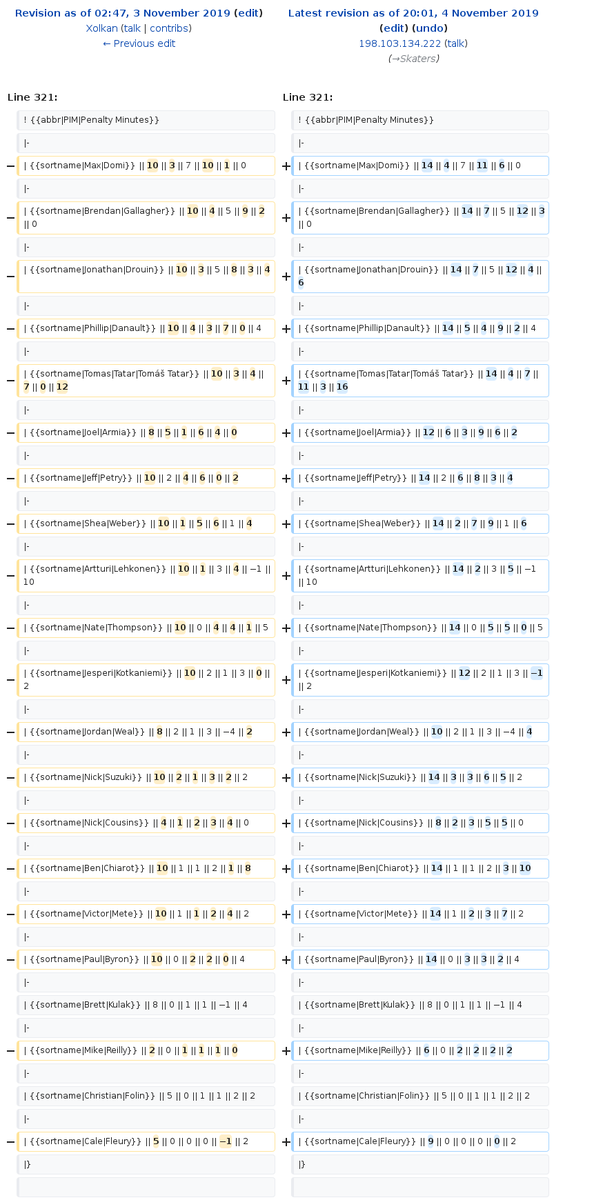 Revision as of 02:47, 3 November 2019 (edit)
Xolkan (talk | contribs)
← Previous edit
Latest revision as of 20:01, 4 November 2019
(edit) (undo)
198.103.134.222 (talk)
(→Skaters)
Line 321:
Line 321:
! {{abbr|PIM|Penalty Minutes}}
! {{abbr|PIM|Penalty Minutes}}
|-
|-
− | {{sortname|Max|Domi}} || 10 || 3 || 7 || 10 || 1 || 0
+ | {{sortname|Max|Domi}} || 14 || 4 || 7 || 11 || 6 || 0
|-
|-
− | {{sortname|Brendan|Gallagher}} || 10 || 4 || 5 || 9 || 2
|| 0
+ | {{sortname|Brendan|Gallagher}} || 14 || 7 || 5 || 12 || 3
|| 0
|-
|-
− | {{sortname|Jonathan|Drouin}} || 10 || 3 || 5 || 8 || 3 || 4
+ | {{sortname|Jonathan|Drouin}} || 14 || 7 || 5 || 12 || 4 ||
6
|-
|-
− | {{sortname|Phillip|Danault}} || 10 || 4 || 3 || 7 || 0 || 4
+ | {{sortname|Phillip|Danault}} || 14 || 5 || 4 || 9 || 2 || 4
|-
|-
− | {{sortname|Tomas|Tatar|Tomáš Tatar}} || 10 || 3 || 4 ||
7 || 0 || 12
+ | {{sortname|Tomas|Tatar|Tomáš Tatar}} || 14 || 4 || 7 ||
11 || 3 || 16
|-
|-
− | {{sortname|Joel|Armia}} || 8 || 5 || 1 || 6 || 4 || 0
+ | {{sortname|Joel|Armia}} || 12 || 6 || 3 || 9 || 6 || 2
|-
|-
− | {{sortname|Jeff|Petry}} || 10 || 2 || 4 || 6 || 0 || 2
+ | {{sortname|Jeff|Petry}} || 14 || 2 || 6 || 8 || 3 || 4
|-
|-
− | {{sortname|Shea|Weber}} || 10 || 1 || 5 || 6 || 1 || 4
+ | {{sortname|Shea|Weber}} || 14 || 2 || 7 || 9 || 1 || 6
|-
|-
− | {{sortname|Artturi|Lehkonen}} || 10 || 1 || 3 || 4 || −1 ||
10
+ | {{sortname|Artturi|Lehkonen}} || 14 || 2 || 3 || 5 || −1
|| 10
|-
|-
− | {{sortname|Nate|Thompson}} || 10 || 0 || 4 || 4 || 1 || 5
+ | {{sortname|Nate|Thompson}} || 14 || 0 || 5 || 5 || 0 || 5
|-
|-
− | {{sortname|Jesperi|Kotkaniemi}} || 10 || 2 || 1 || 3 || 0 ||
2
+ | {{sortname|Jesperi|Kotkaniemi}} || 12 || 2 || 1 || 3 || −1
|| 2
|-
|-
− | {{sortname|Jordan|Weal}} || 8 || 2 || 1 || 3 || −4 || 2
+ | {{sortname|Jordan|Weal}} || 10 || 2 || 1 || 3 || −4 || 4
|-
|-
− | {{sortname|Nick|Suzuki}} || 10 || 2 || 1 || 3 || 2 || 2
+ | {{sortname|Nick|Suzuki}} || 14 || 3 || 3 || 6 || 5 || 2
|-
|-
− | {{sortname|Nick|Cousins}} || 4 || 1 || 2 || 3 || 4 || 0
+ | {{sortname|Nick|Cousins}} || 8 || 2 || 3 || 5 || 5 || 0
|-
|-
− | {{sortname|Ben|Chiarot}} || 10 || 1 || 1 || 2 || 1 || 8
+ | {{sortname|Ben|Chiarot}} || 14 || 1 || 1 || 2 || 3 || 10
|-
|-
− | {{sortname|Victor|Mete}} || 10 || 1 || 1 || 2 || 4 || 2
+ | {{sortname|Victor|Mete}} || 14 || 1 || 2 || 3 || 7 || 2
|-
|-
− | {{sortname|Paul|Byron}} || 10 || 0 || 2 || 2 || 0 || 4
+ | {{sortname|Paul|Byron}} || 14 || 0 || 3 || 3 || 2 || 4
|-
|-
| {{sortname|Brett|Kulak}} || 8 || 0 || 1 || 1 || −1 || 4
| {{sortname|Brett|Kulak}} || 8 || 0 || 1 || 1 || −1 || 4
|-
|-
− | {{sortname|Mike|Reilly}} || 2 || 0 || 1 || 1 || 1 || 0
+ | {{sortname|Mike|Reilly}} || 6 || 0 || 2 || 2 || 2 || 2
|-
|-
| {{sortname|Christian|Folin}} || 5 || 0 || 1 || 1 || 2 || 2
| {{sortname|Christian|Folin}} || 5 || 0 || 1 || 1 || 2 || 2
|-
|-
− | {{sortname|Cale|Fleury}} || 5 || 0 || 0 || 0 || −1 || 2
+ | {{sortname|Cale|Fleury}} || 9 || 0 || 0 || 0 || 0 || 2
|}
|}